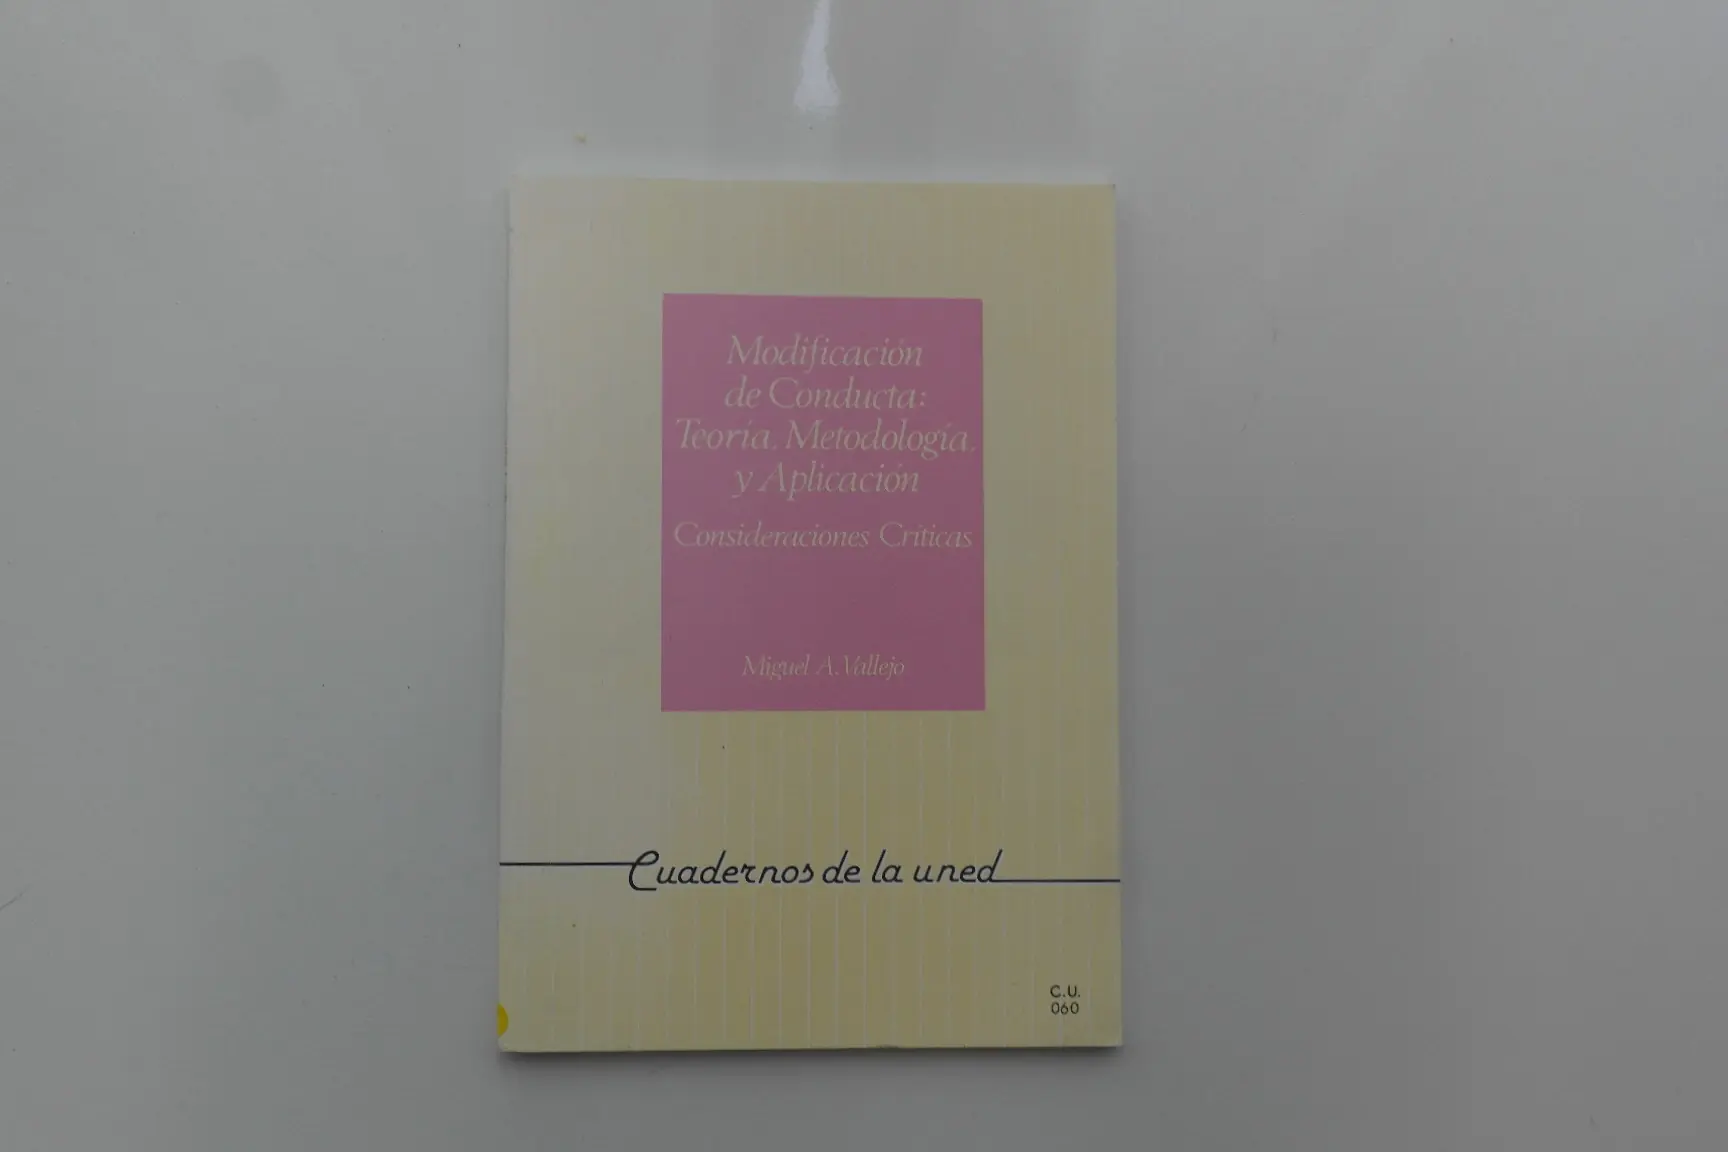 Modificación
de Conducta:
Teoría, Metodología,
y Aplicación
Consideraciones Críticas
Miguel A. Vallejo
Cuadernos de la uned
C.U.
060